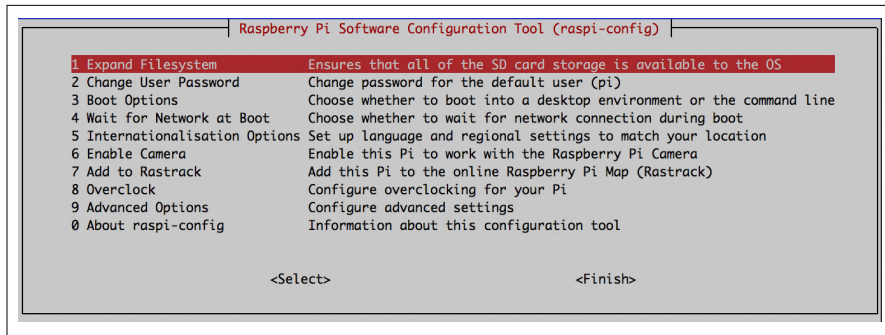 Raspberry Pi Software Configuration Tool (raspi-config)
1 Expand Filesystem Ensures that all of the SD card storage is available to the OS
2 Change User Password Change password for the default user (pi)
3 Boot Options Choose whether to boot into a desktop environment or the command line
4 Wait for Network at Boot Choose whether to wait for network connection during boot
5 Internationalisation Options Set up language and regional settings to match your location
6 Enable Camera Enable this Pi to work with the Raspberry Pi Camera
7 Add to Rastrack Add this Pi to the online Raspberry Pi Map (Rastrack)
8 Overclock Configure overclocking for your Pi
9 Advanced Options Configure advanced settings
0 About raspi-config Information about this configuration tool
<Select> <Finish>